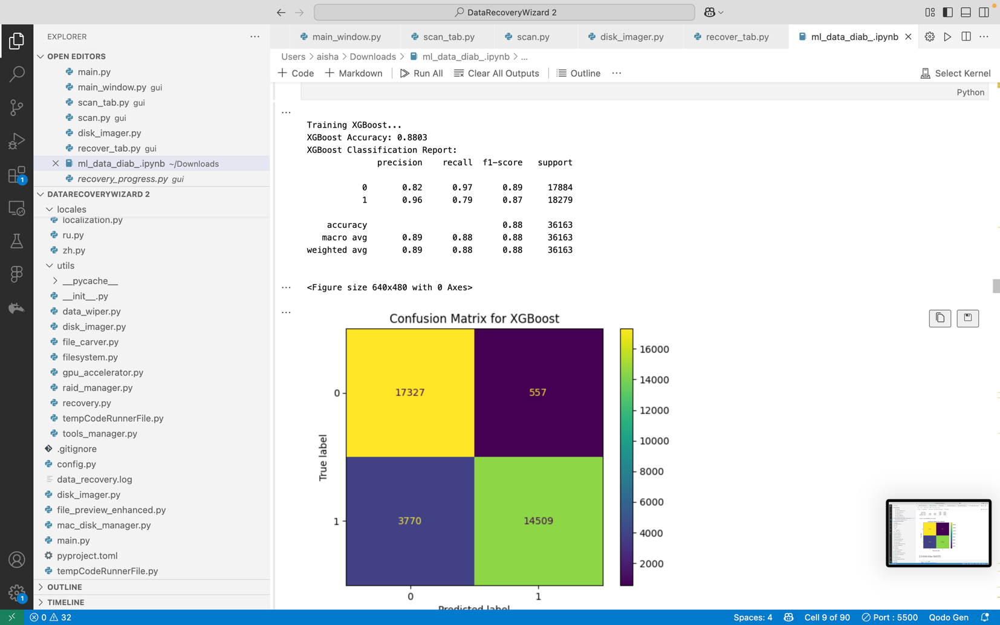 DataRecoveryWizard 2
EXPLORER
OPEN EDITORS
main.py
main_window.py gui
scan_tab.py gui
scan.py gui
disk_imager.py
recover_tab.py gui
ml_data_diab_.ipynb ~/Downloads
recovery_progress.py gui
DATARECOVERYWIZARD 2
locales
localization.py
ru.py
zh.py
utils
__pycache__
__init__.py
data_wiper.py
disk_imager.py
file_carver.py
filesystem.py
gpu_accelerator.py
raid_manager.py
recovery.py
tempCodeRunnerFile.py
tools_manager.py
.gitignore
config.py
data_recovery.log
disk_imager.py
file_preview_enhanced.py
mac_disk_manager.py
main.py
pyproject.toml
tempCodeRunnerFile.py
OUTLINE
TIMELINE
1
1
main_window.py scan_tab.py scan.py disk_imager.py recover_tab.py ml_data_diab_.ipynb
Users > aisha > Downloads > ml_data_diab_.ipynb > ...
Code Markdown Run All Clear All Outputs Outline ... Select Kernel
Python
Training XGBoost...
XGBoost Accuracy: 0.8803
XGBoost Classification Report:
precision recall f1-score support
0 0.82 0.97 0.89 17884
1 0.96 0.79 0.87 18279
accuracy 0.88 36163
macro avg 0.89 0.88 0.88 36163
weighted avg 0.89 0.88 0.88 36163
<Figure size 640x480 with 0 Axes>
Confusion Matrix for XGBoost
17327 557
3770 14509
True label
0
1
0 1
Predicted label
16000
14000
12000
10000
8000
6000
4000
2000
0 32 Spaces: 4 Cell 9 of 90 Port : 5500 Qodo Gen